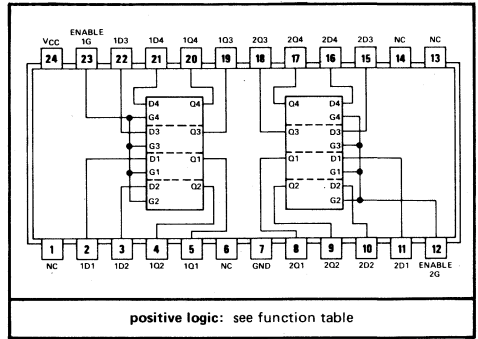 ENABLE
VCC 1G 1D3 1D4 1Q4 1Q3 2Q3 2Q4 2D4 2D3 NC NC
24 23 22 21 20 19 18 17 16 15 14 13
D4 Q4 Q4 D4
G4 G4
D3 Q3 Q3 D3
G3 G3
D1 Q1 Q1 D1
G1 G1
D2 Q2 Q2 D2
G2 G2
1 2 3 4 5 6 7 8 9 10 11 12
NC 1D1 1D2 1Q2 1Q1 NC GND 2Q1 2Q2 2D2 2D1 ENABLE
2G
positive logic: see function table